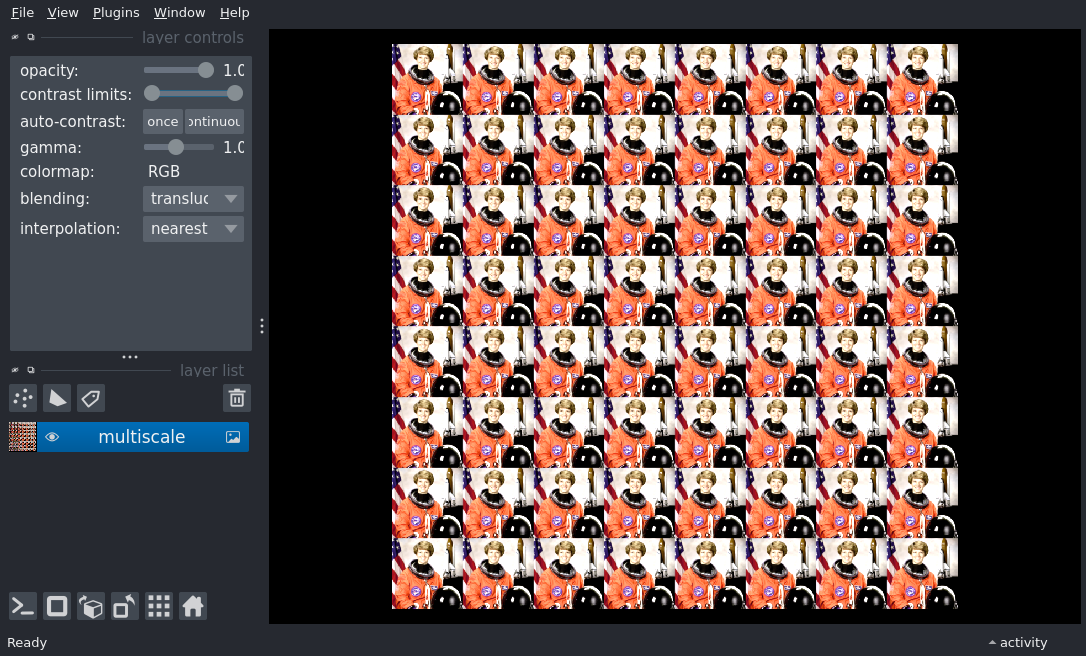 File View Plugins Window Help
layer controls
opacity: 1.0
contrast limits:
auto-contrast: once ontinuou
gamma: 1.0
colormap: RGB
blending: transluc
interpolation: nearest
layer list
multiscale
Ready
activity